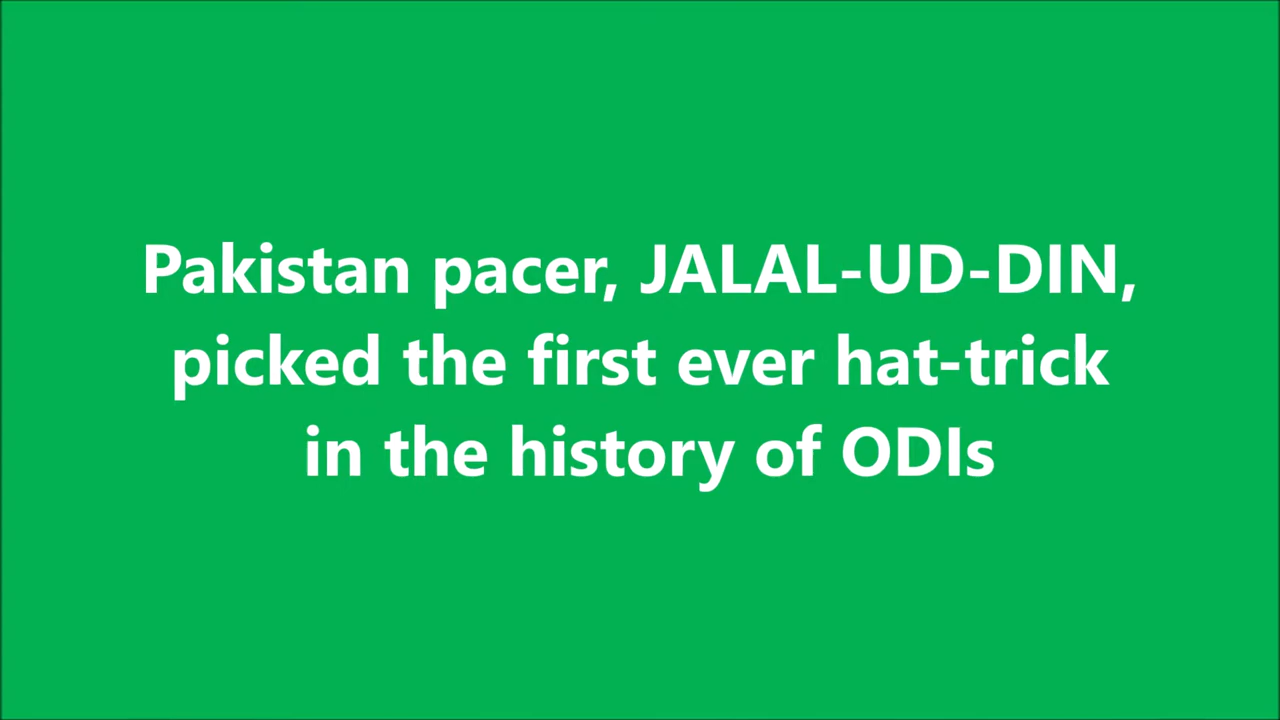 Pakistan pacer, JALAL-UD-DIN,
picked the first ever hat-trick
in the history of ODIs